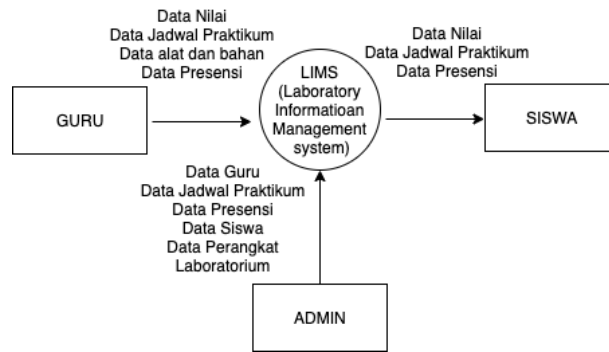 Data Nilai
Data Jadwal Praktikum
Data alat dan bahan
Data Presensi
GURU
LIMS
(Laboratory
Informatioan
Management
system)
Data Nilai
Data Jadwal Praktikum
Data Presensi
SISWA
Data Guru
Data Jadwal Praktikum
Data Presensi
Data Siswa
Data Perangkat
Laboratorium
ADMIN